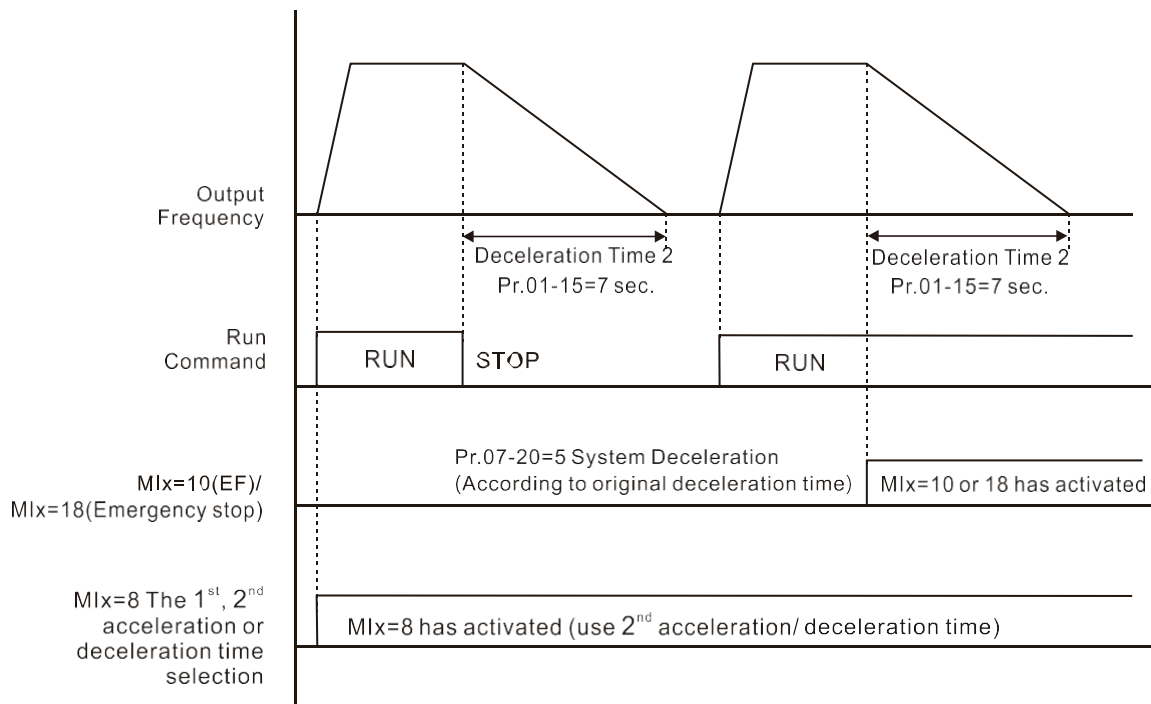 Output
Frequency
Deceleration Time 2
Pr.01-15=7 sec.
Deceleration Time 2
Pr.01-15=7 sec.
Run
Command
RUN
STOP
RUN
MIx=10(EF)/
MIx=18(Emergency stop)
Pr.07-20=5 System Deceleration
(According to original deceleration time)
MIx=10 or 18 has activated
MIx=8 The 1st, 2nd
acceleration or
deceleration time
selection
MIx=8 has activated (use 2nd acceleration/ deceleration time)